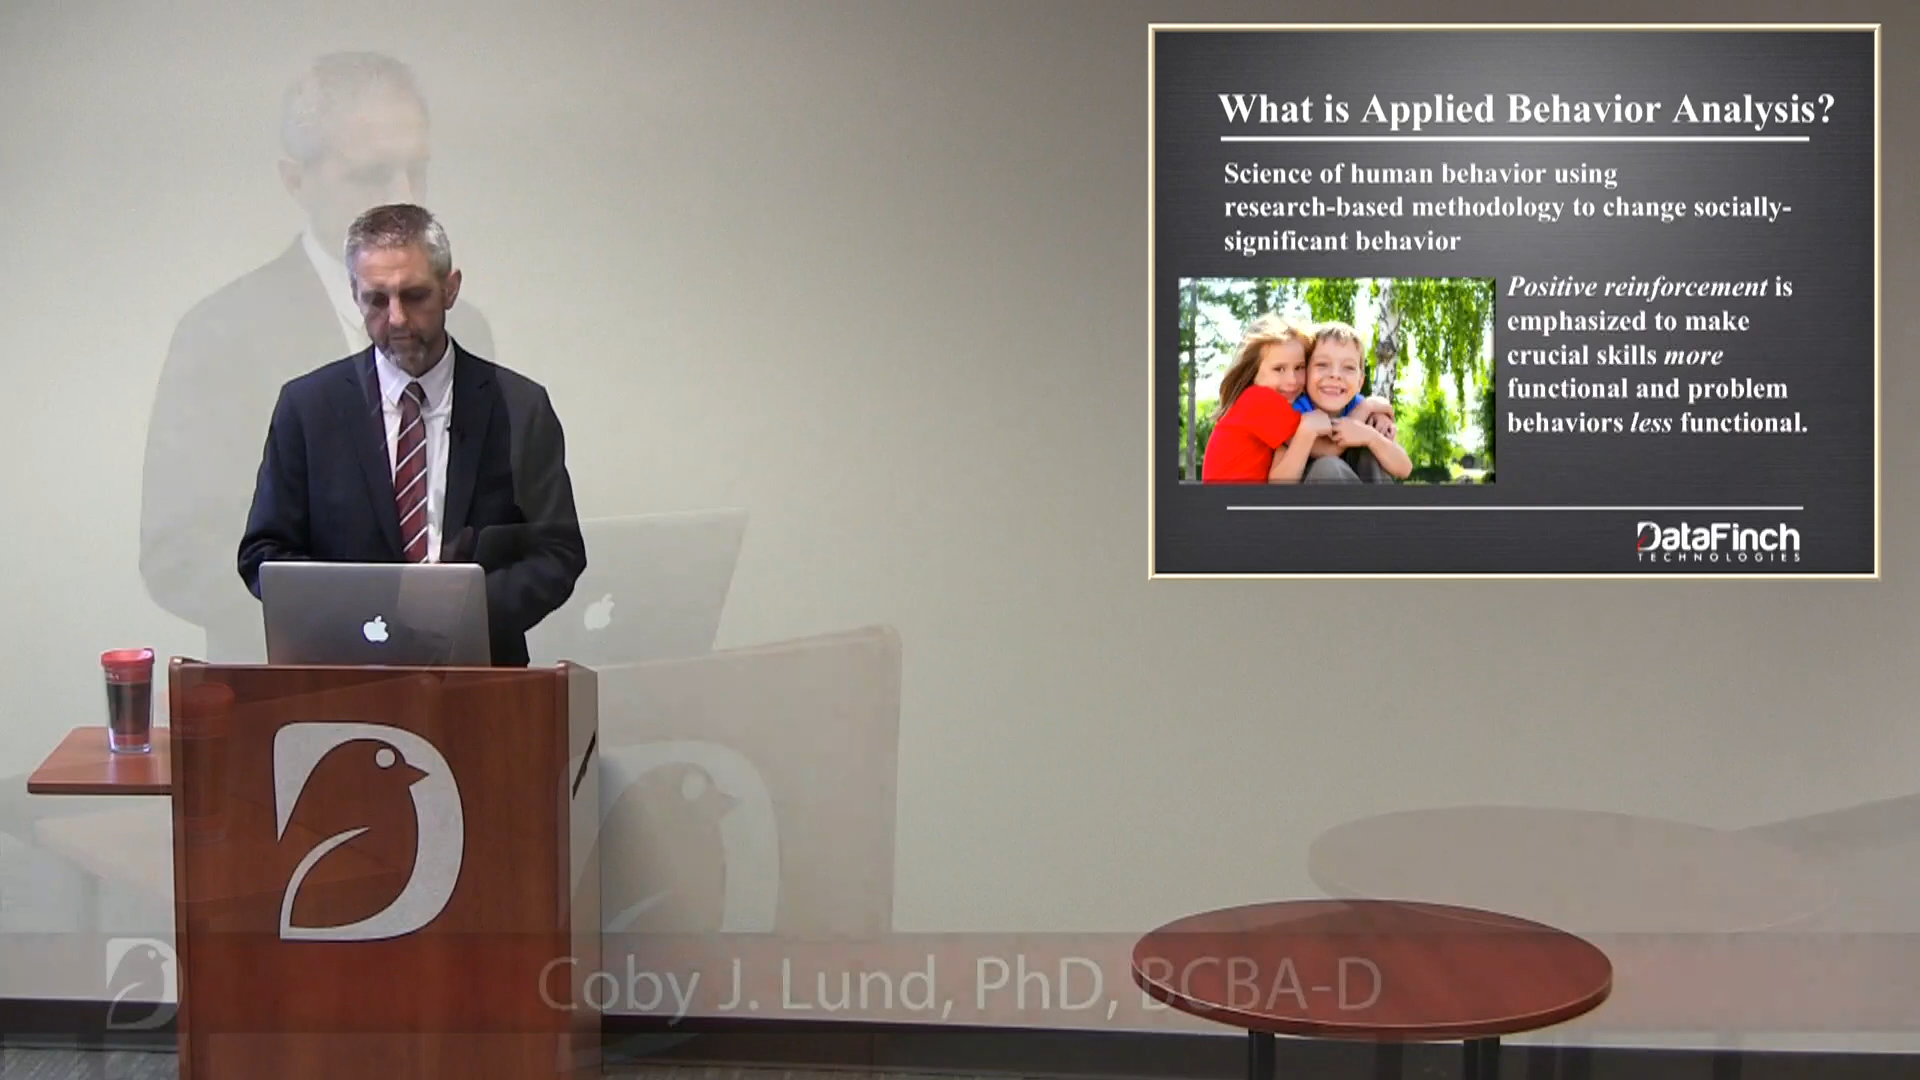 What is Applied Behavior Analysis?
Science of human behavior using
research-based methodology to change socially-
significant behavior
Positive reinforcement is
emphasized to make
crucial skills more
functional and problem
behaviors less functional.
DataFinch
TECHNOLOGIES
Coby J. Lund, PhD, BCBA-D